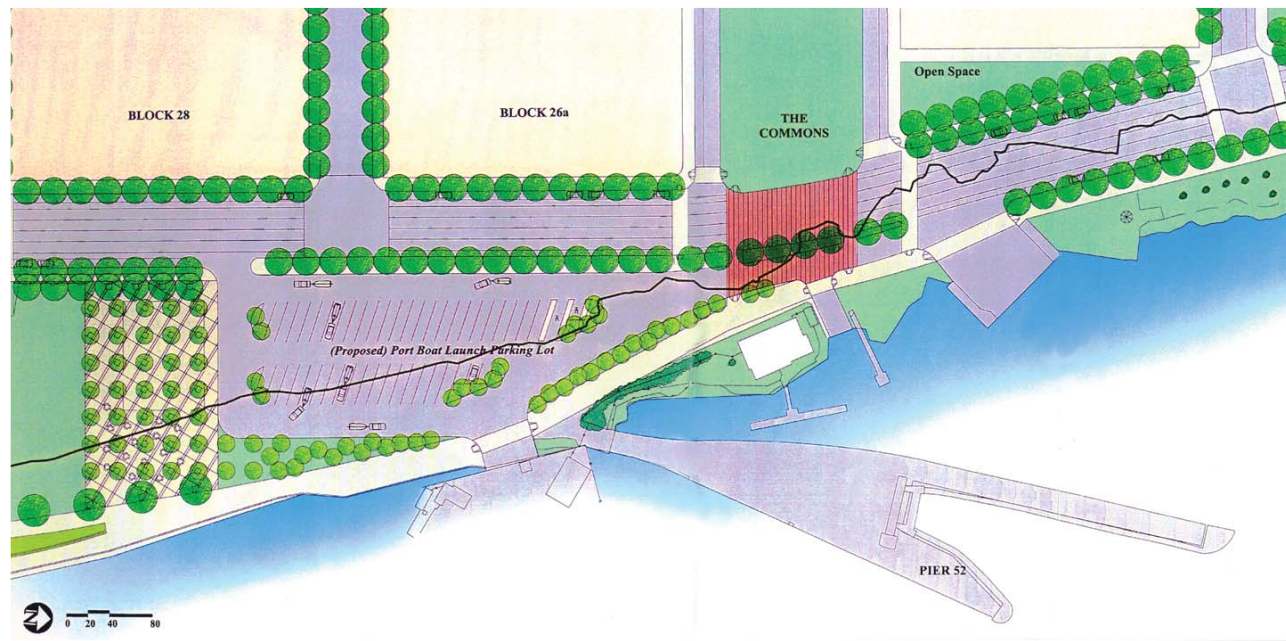 Open Space
BLOCK 28
BLOCK 26a
THE
COMMONS
(Proposed) Port Boat Launch Parking Lot
PIER 52
N
0 20 40 80